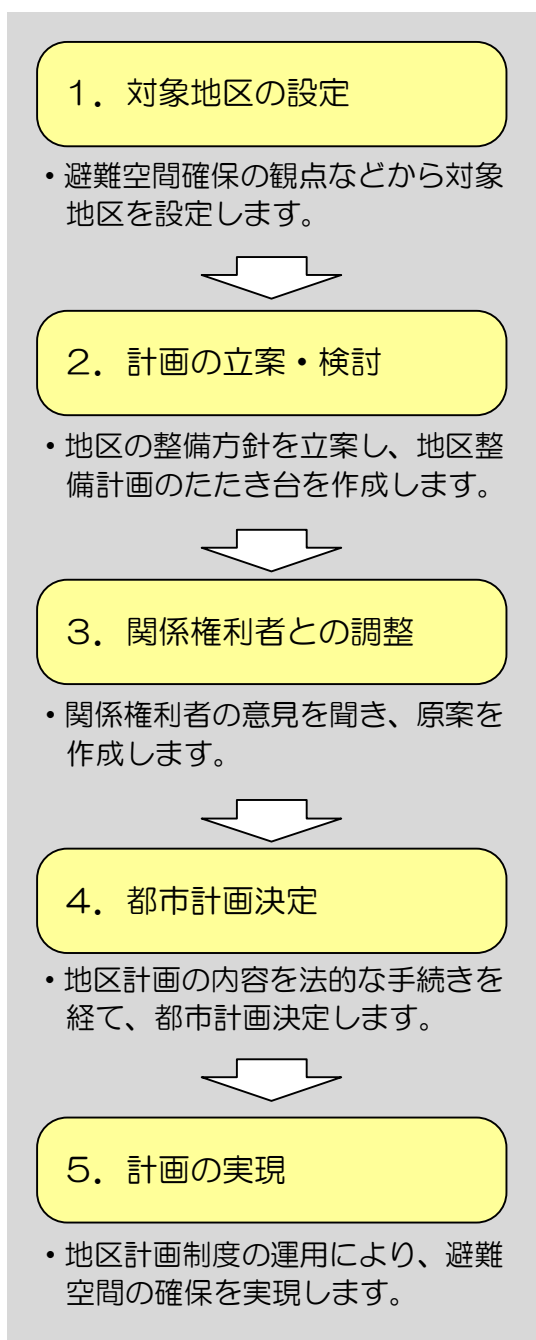 １．対象地区の設定
・避難空間確保の観点などから対象
地区を設定します。
２．計画の立案・検討
・地区の整備方針を立案し、地区整
備計画のたたき台を作成します。
３．関係権利者との調整
・関係権利者の意見を聞き、原案を
作成します。
４．都市計画決定
・地区計画の内容を法的な手続きを
経て、都市計画決定します。
５．計画の実現
・地区計画制度の運用により、避難
空間の確保を実現します。